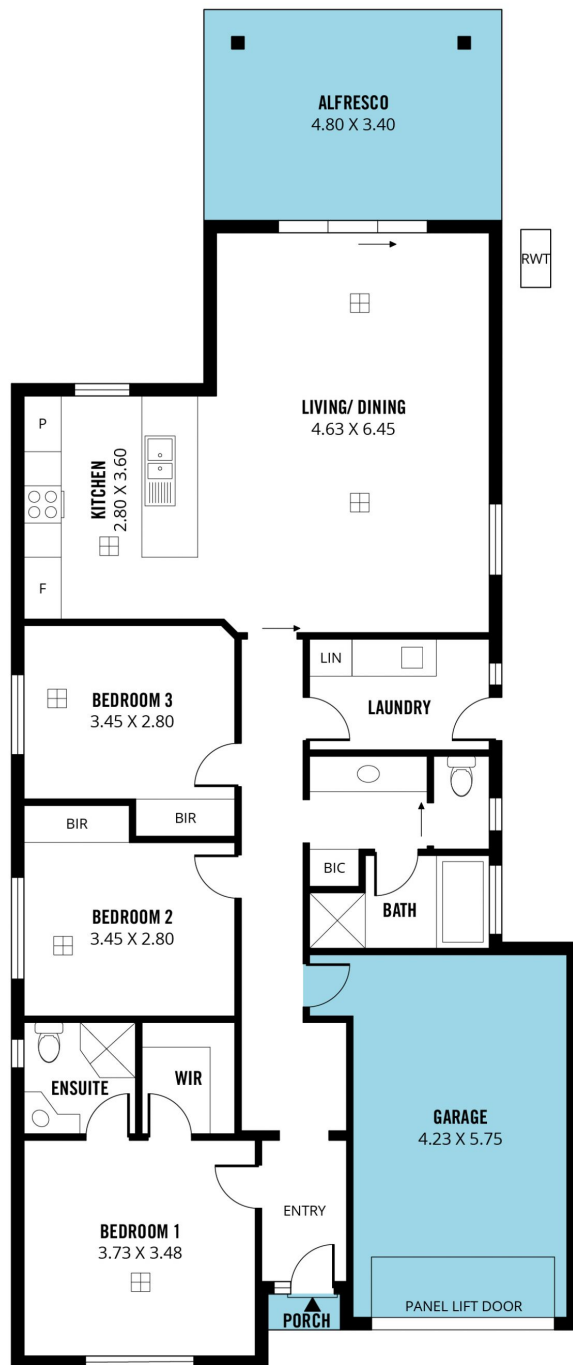 ALFRESCO
4.80 X 3.40
RWT
LIVING/ DINING
4.63 X 6.45
P
KITCHEN
2.80 X 3.60
F
LIN
LAUNDRY
BEDROOM 3
3.45 X 2.80
BIR
BIR
BIC
BATH
BEDROOM 2
3.45 X 2.80
ENSUITE
WIR
GARAGE
4.23 X 5.75
ENTRY
BEDROOM 1
3.73 X 3.48
PORCH
PANEL LIFT DOOR